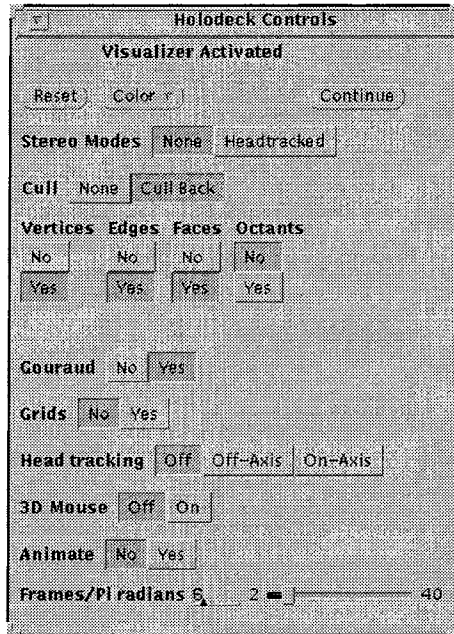 Holodeck Controls
Visualizer Activated
Reset Color Continue
Stereo Modes None Headtracked
Cull None Cull Back
Vertices Edges Faces Octants
No No No No
Yes Yes Yes Yes
Gouraud No Yes
Grids No Yes
Head tracking Off Off-Axis On-Axis
3D Mouse Off On
Animate No Yes
Frames/Pi radians 6 2 40